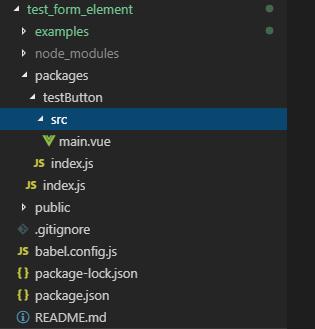 test_form_element
examples
node_modules
packages
testButton
src
main.vue
JS index.js
JS index.js
public
.gitignore
JS babel.config.js
{} package-lock.json
{} package.json
README.md